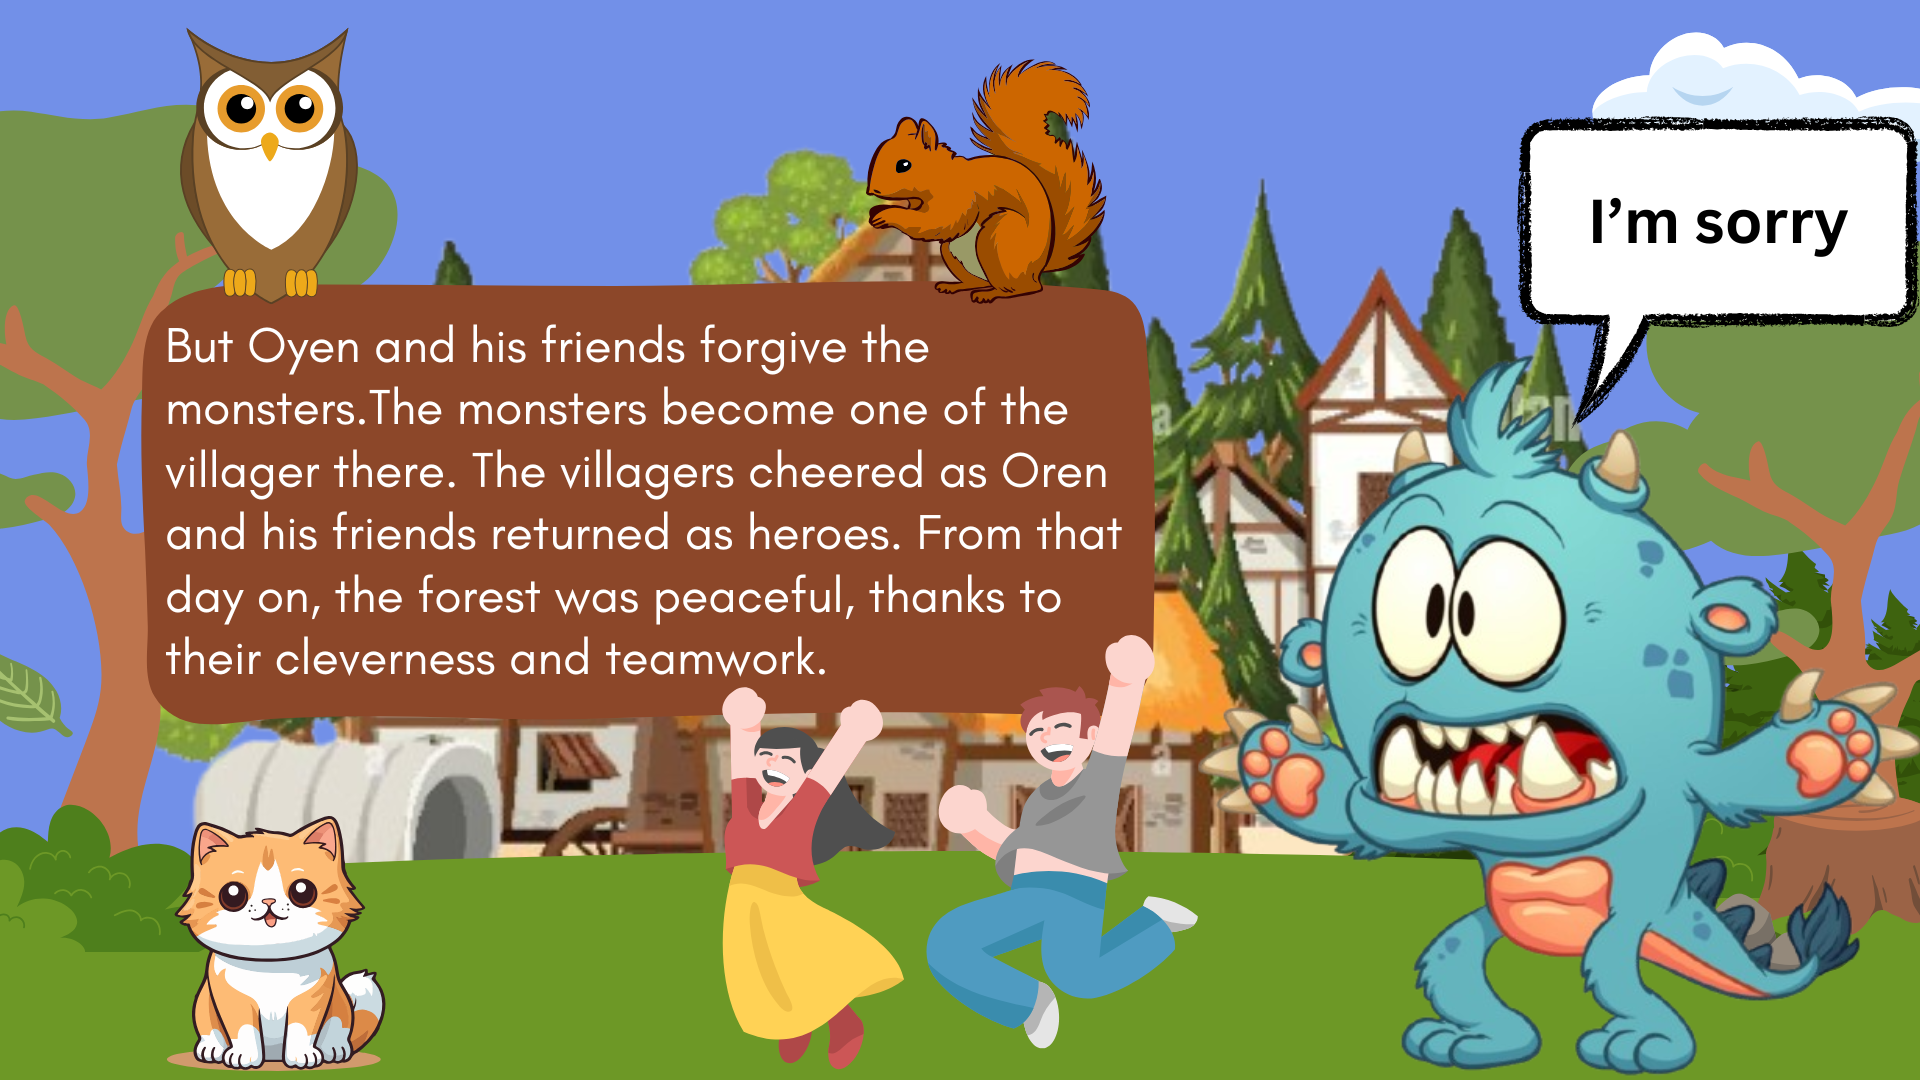 I’m sorry
But Oyen and his friends forgive the
monsters.The monsters become one of the
villager there. The villagers cheered as Oren
and his friends returned as heroes. From that
day on, the forest was peaceful, thanks to
their cleverness and teamwork.